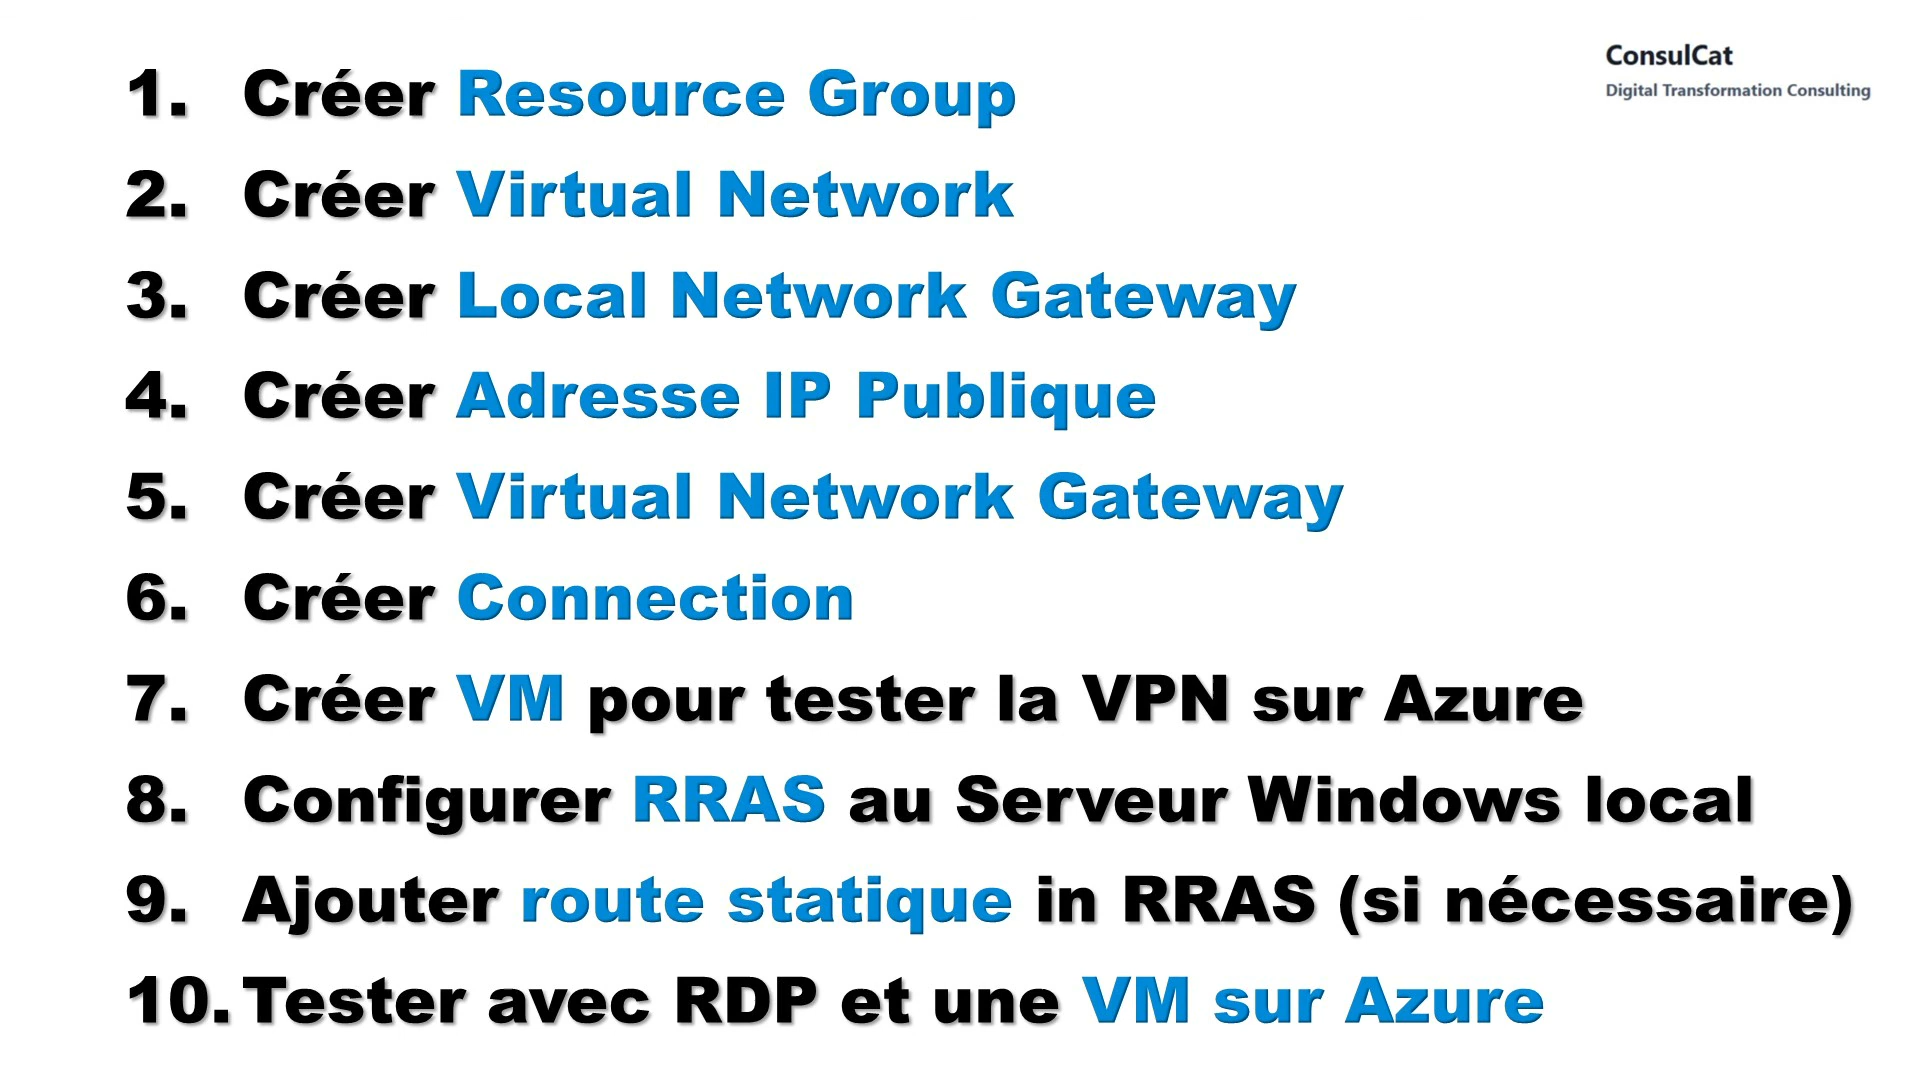 ConsulCat
Digital Transformation Consulting
1. Créer Resource Group
2. Créer Virtual Network
3. Créer Local Network Gateway
4. Créer Adresse IP Publique
5. Créer Virtual Network Gateway
6. Créer Connection
7. Créer VM pour tester la VPN sur Azure
8. Configurer RRAS au Serveur Windows local
9. Ajouter route statique in RRAS (si nécessaire)
10. Tester avec RDP et une VM sur Azure